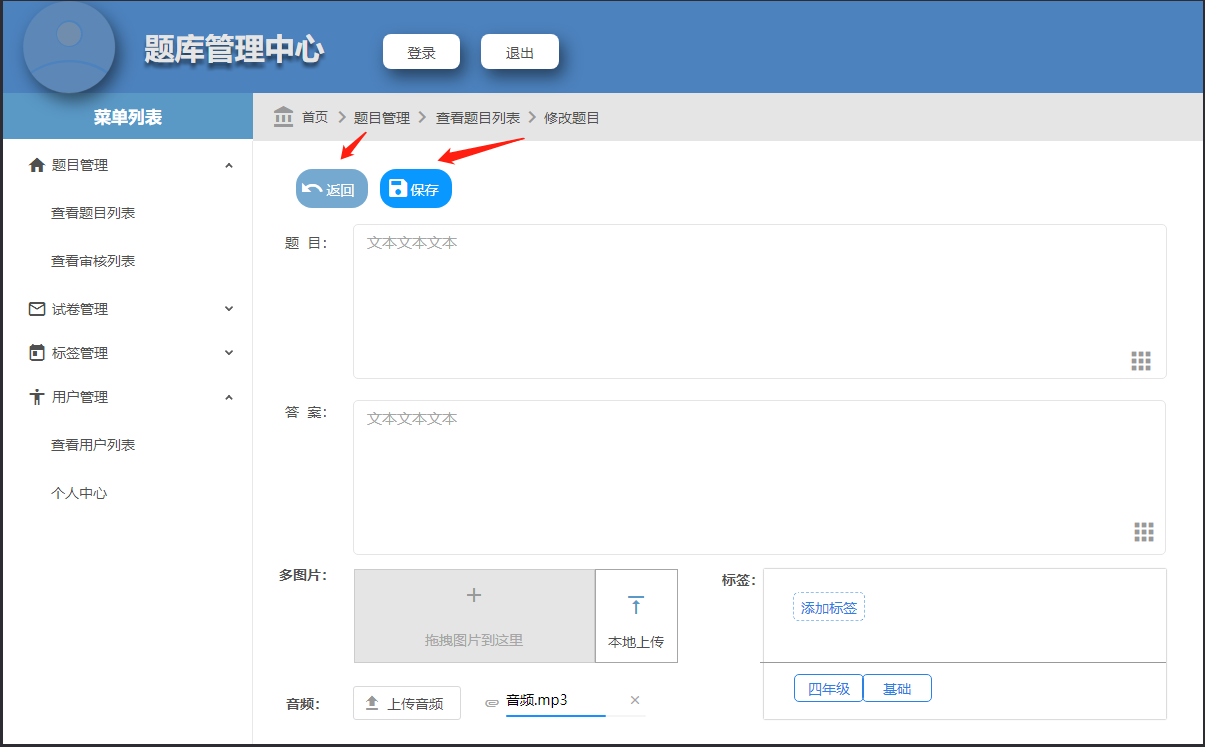 题库管理中心
登录
退出
菜单列表
首页 > 题目管理 > 查看题目列表 > 修改题目
题目管理
查看题目列表
查看审核列表
试卷管理
标签管理
用户管理
查看用户列表
个人中心
返回
保存
题 目：
文本文本文本
答 案：
文本文本文本
多图片：
拖拽图片到这里
本地上传
标签：
添加标签
四年级
基础
音频：
上传音频
音频.mp3